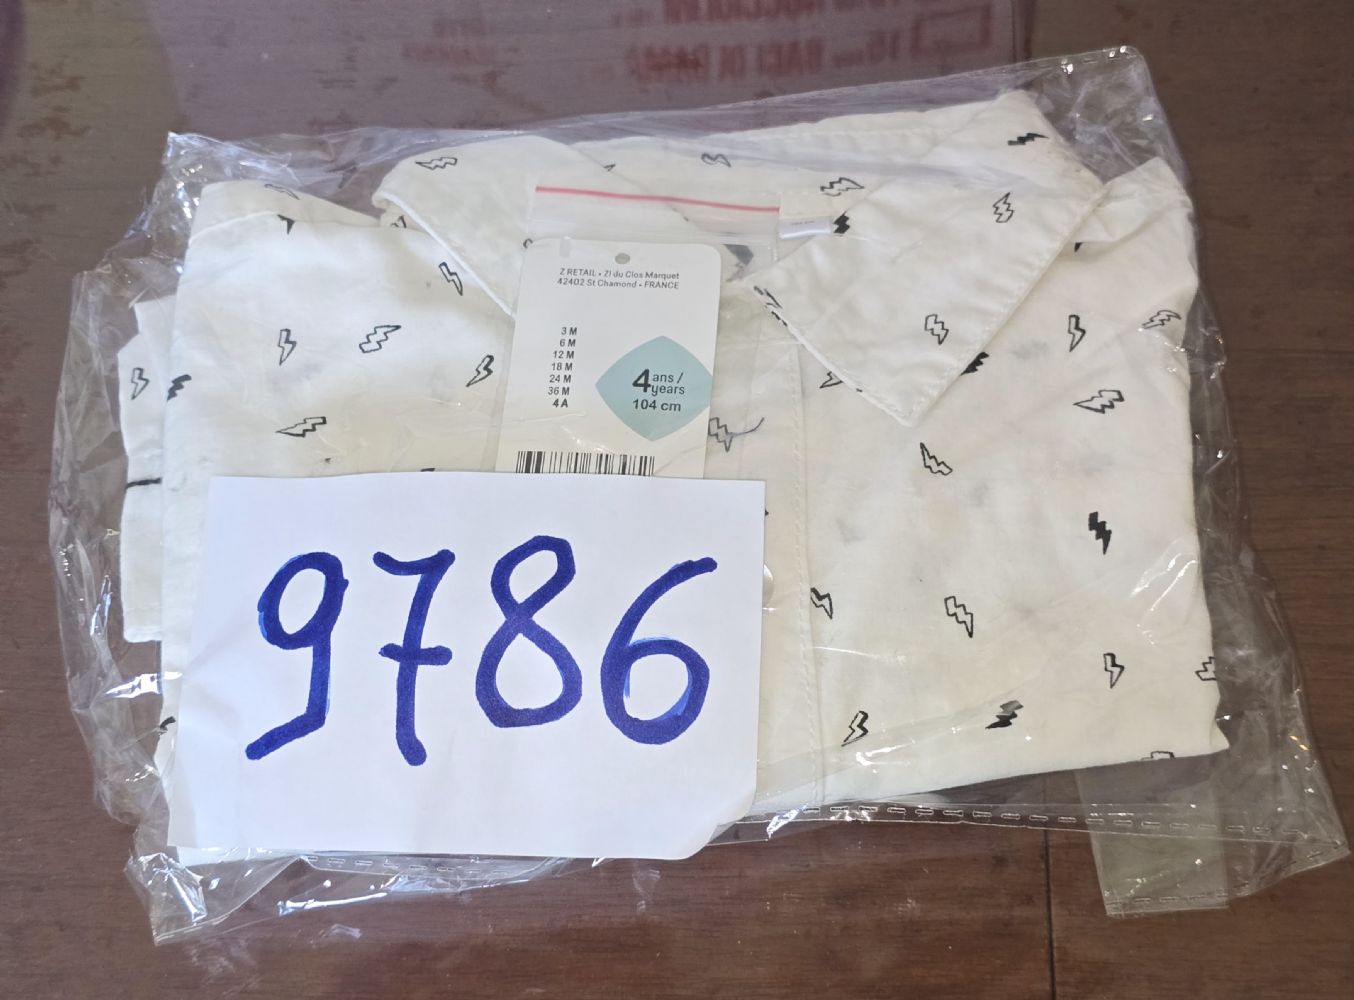 Z RETAIL • ZI du Clos Marquet
42402 St Chamond • FRANCE
3 M
6 M
12 M
18 M
24 M
36 M
4 A
4 ans /
years
104 cm
9786